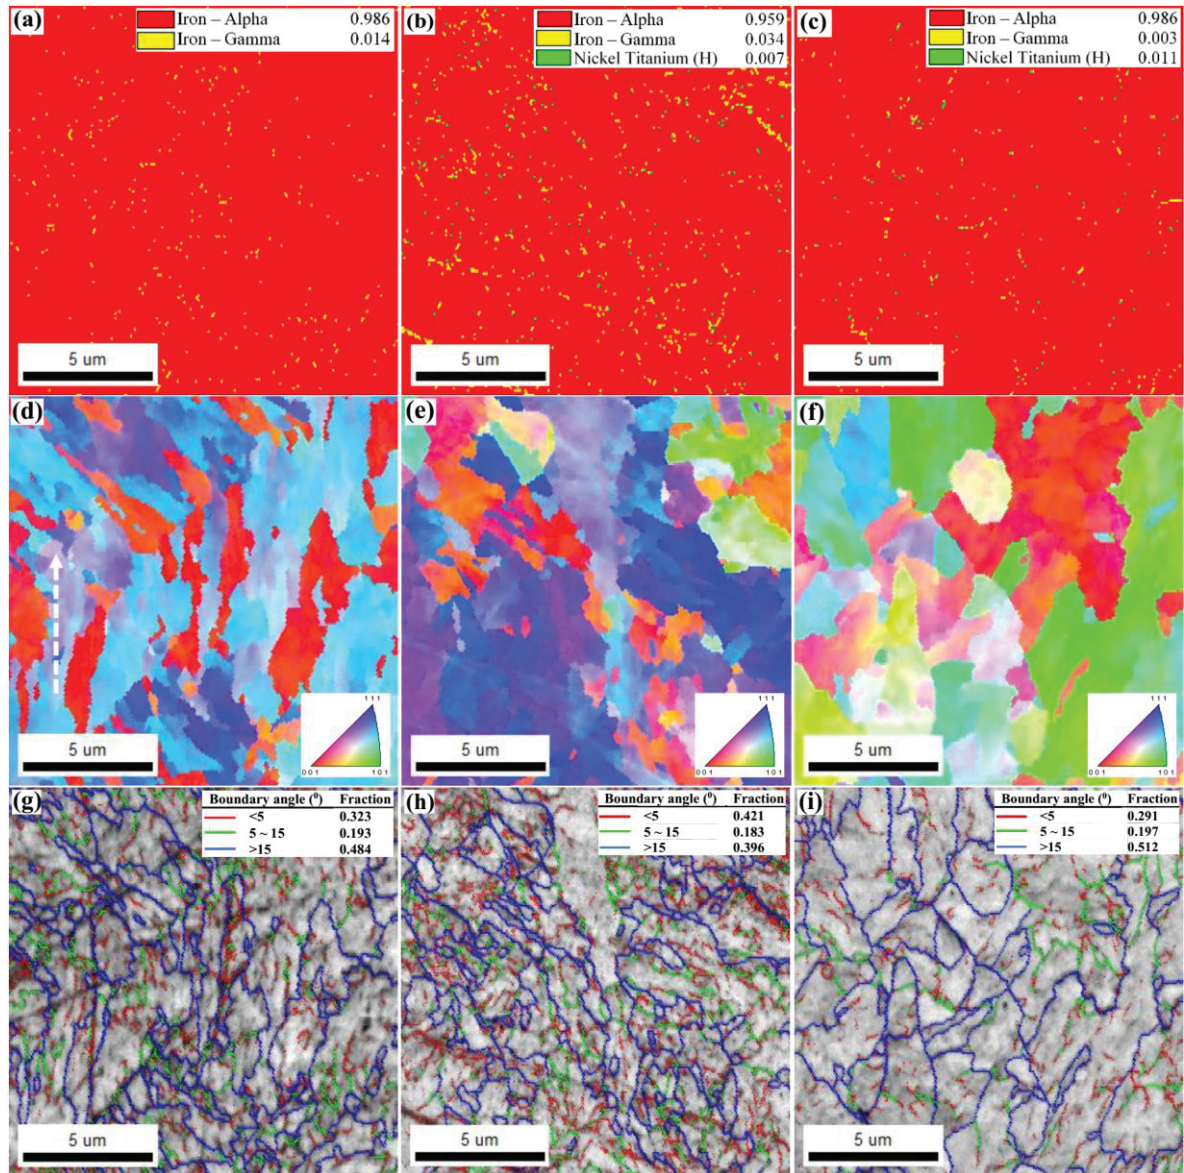 (a)
Iron – Alpha 0.986
Iron – Gamma 0.014
5 um
(b)
Iron – Alpha 0.959
Iron – Gamma 0.034
Nickel Titanium (H) 0.007
5 um
(c)
Iron – Alpha 0.986
Iron – Gamma 0.003
Nickel Titanium (H) 0.011
5 um
(d)
111
001 101
5 um
(e)
111
001 101
5 um
(f)
111
001 101
5 um
(g)
Boundary angle (⁰) Fraction
<5 0.323
5 ~ 15 0.193
>15 0.484
5 um
(h)
Boundary angle (⁰) Fraction
<5 0.421
5 ~ 15 0.183
>15 0.396
5 um
(i)
Boundary angle (⁰) Fraction
<5 0.291
5 ~ 15 0.197
>15 0.512
5 um